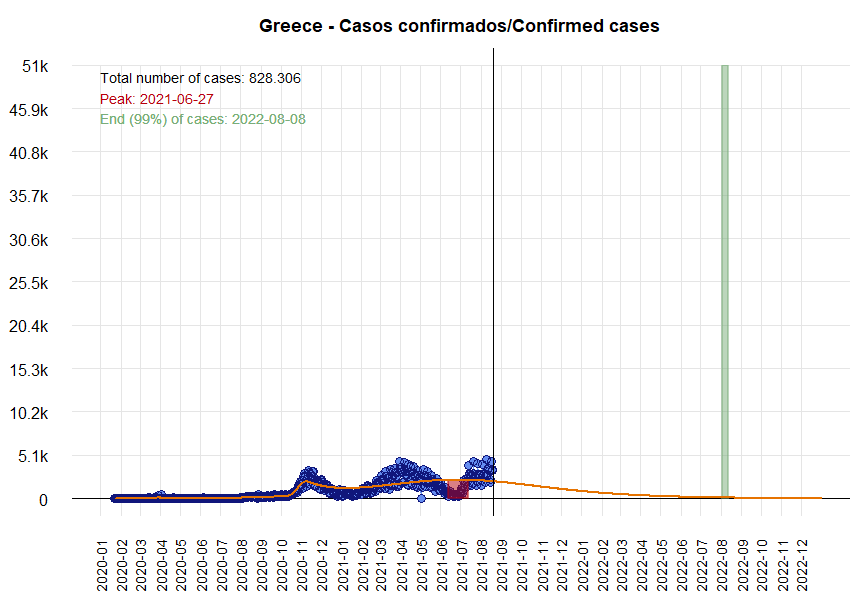 Greece - Casos confirmados/Confirmed cases
Total number of cases: 828.306
Peak: 2021-06-27
End (99%) of cases: 2022-08-08
51k
45.9k
40.8k
35.7k
30.6k
25.5k
20.4k
15.3k
10.2k
5.1k
0
2020-01
2020-02
2020-03
2020-04
2020-05
2020-06
2020-07
2020-08
2020-09
2020-10
2020-11
2020-12
2021-01
2021-02
2021-03
2021-04
2021-05
2021-06
2021-07
2021-08
2021-09
2021-10
2021-11
2021-12
2022-01
2022-02
2022-03
2022-04
2022-05
2022-06
2022-07
2022-08
2022-09
2022-10
2022-11
2022-12